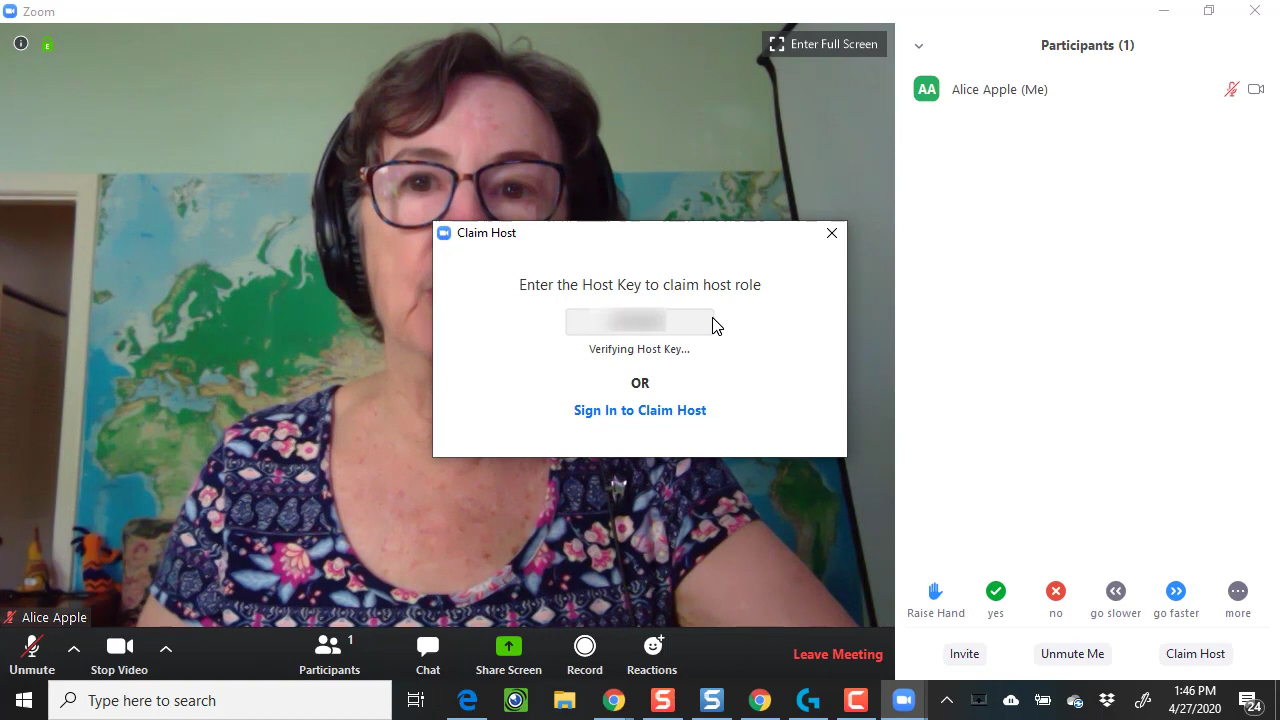 Zoom
E
Enter Full Screen
Participants (1)
AA Alice Apple (Me)
Claim Host
Enter the Host Key to claim host role
Verifying Host Key...
OR
Sign In to Claim Host
Alice Apple
Raise Hand yes no go slower go faster more
Unmute Stop Video Participants 1 Chat Share Screen Record Reactions Leave Meeting
Invite Unmute Me Claim Host
Type here to search
1:46 PM
4/27/2020
24